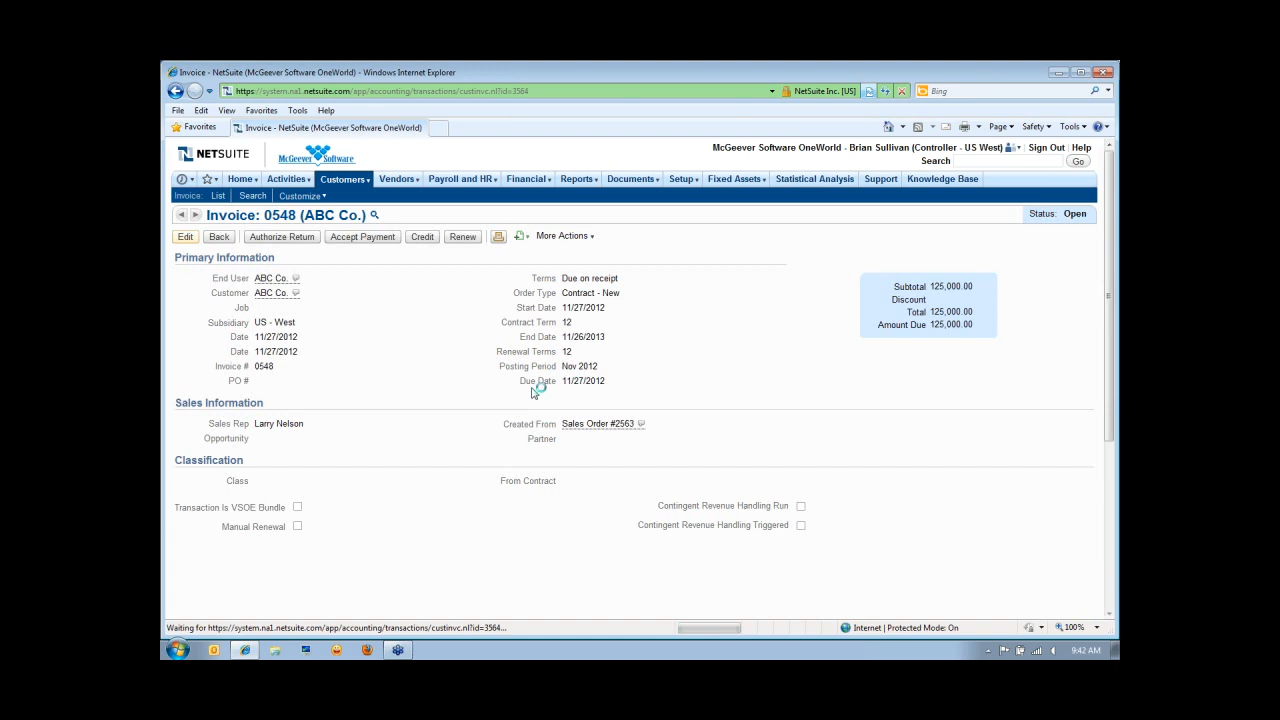 Invoice - NetSuite (McGeever Software OneWorld) - Windows Internet Explorer
https://system.na1.netsuite.com/app/accounting/transactions/custinvc.nl?id=3564
NetSuite Inc. [US]
Bing
File Edit View Favorites Tools Help
Favorites
Invoice - NetSuite (McGeever Software OneWorld)
Page Safety Tools
NETSUITE
McGeever Software
McGeever Software OneWorld - Brian Sullivan (Controller - US West) Sign Out Help
Search Go
Home Activities Customers Vendors Payroll and HR Financial Reports Documents Setup Fixed Assets Statistical Analysis Support Knowledge Base
Invoice: List Search Customize
Invoice: 0548 (ABC Co.)
Status: Open
Edit Back Authorize Return Accept Payment Credit Renew More Actions
Primary Information
End User ABC Co.
Customer ABC Co.
Job
Subsidiary US - West
Date 11/27/2012
Date 11/27/2012
Invoice # 0548
PO #
Terms Due on receipt
Order Type Contract - New
Start Date 11/27/2012
Contract Term 12
End Date 11/26/2013
Renewal Terms 12
Posting Period Nov 2012
Due Date 11/27/2012
Subtotal 125,000.00
Discount
Total 125,000.00
Amount Due 125,000.00
Sales Information
Sales Rep Larry Nelson
Opportunity
Created From Sales Order #2563
Partner
Classification
Class
From Contract
Transaction Is VSOE Bundle
Manual Renewal
Contingent Revenue Handling Run
Contingent Revenue Handling Triggered
Waiting for https://system.na1.netsuite.com/app/accounting/transactions/custinvc.nl?id=3564...
Internet | Protected Mode: On
100%
9:42 AM